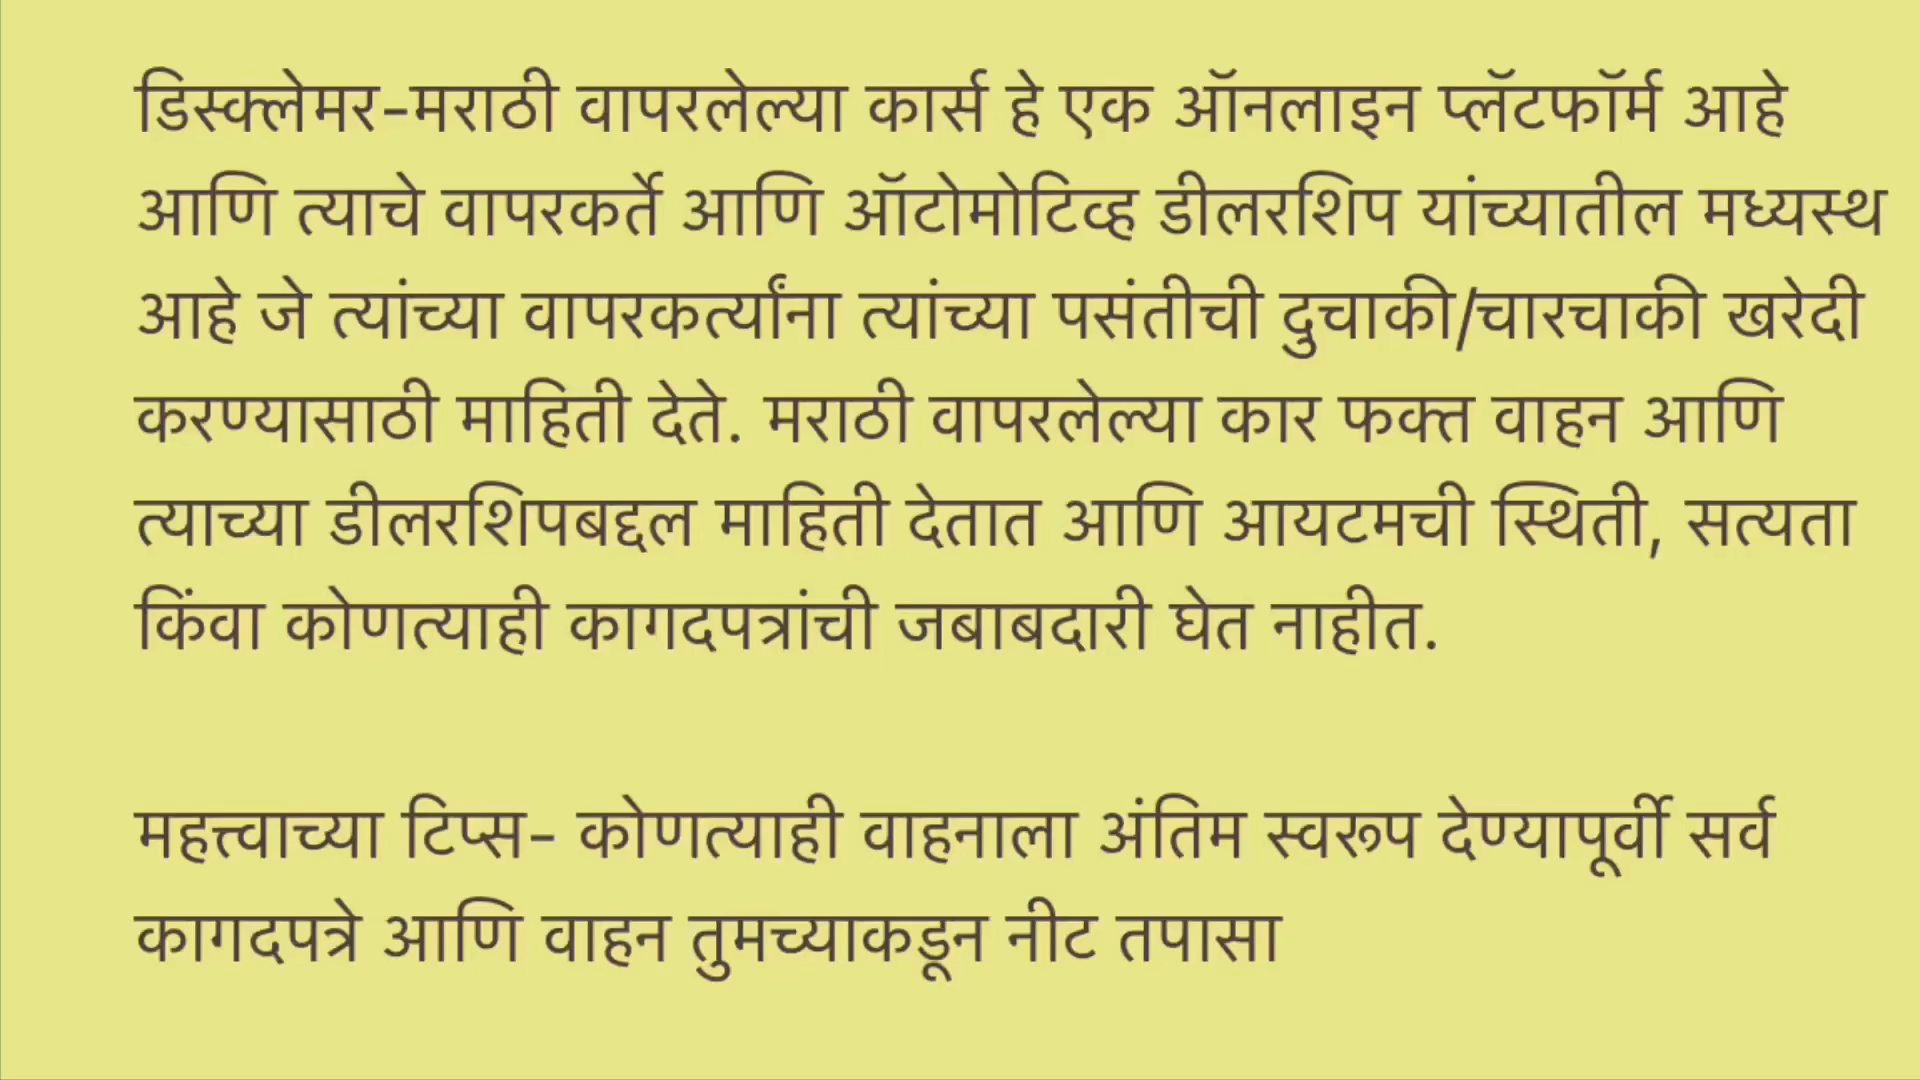 डिस्क्लेमर-मराठी वापरलेल्या कार्स हे एक ऑनलाइन प्लॅटफॉर्म आहे
आणि त्याचे वापरकर्ते आणि ऑटोमोटिव्ह डीलरशिप यांच्यातील मध्यस्थ
आहे जे त्यांच्या वापरकर्त्यांना त्यांच्या पसंतीची दुचाकी/चारचाकी खरेदी
करण्यासाठी माहिती देते. मराठी वापरलेल्या कार फक्त वाहन आणि
त्याच्या डीलरशिपबद्दल माहिती देतात आणि आयटमची स्थिती, सत्यता
किंवा कोणत्याही कागदपत्रांची जबाबदारी घेत नाहीत.
महत्त्वाच्या टिप्स- कोणत्याही वाहनाला अंतिम स्वरूप देण्यापूर्वी सर्व
कागदपत्रे आणि वाहन तुमच्याकडून नीट तपासा